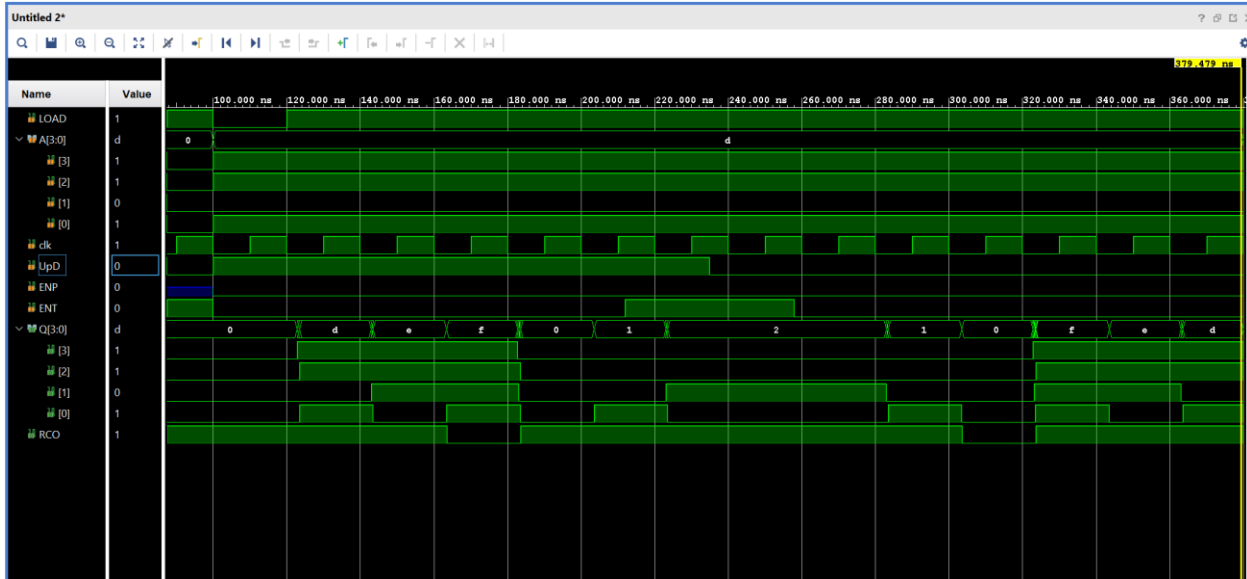 Untitled 2*
379.479 ns
Name Value
100.000 ns 120.000 ns 140.000 ns 160.000 ns 180.000 ns 200.000 ns 220.000 ns 240.000 ns 260.000 ns 280.000 ns 300.000 ns 320.000 ns 340.000 ns 360.000 ns
LOAD 1
A[3:0] d 0 d
[3] 1
[2] 1
[1] 0
[0] 1
clk 1
UpD 0
ENP 0
ENT 0
Q[3:0] d 0 d e f 0 1 2 1 0 f e d
[3] 1
[2] 1
[1] 0
[0] 1
RCO 1